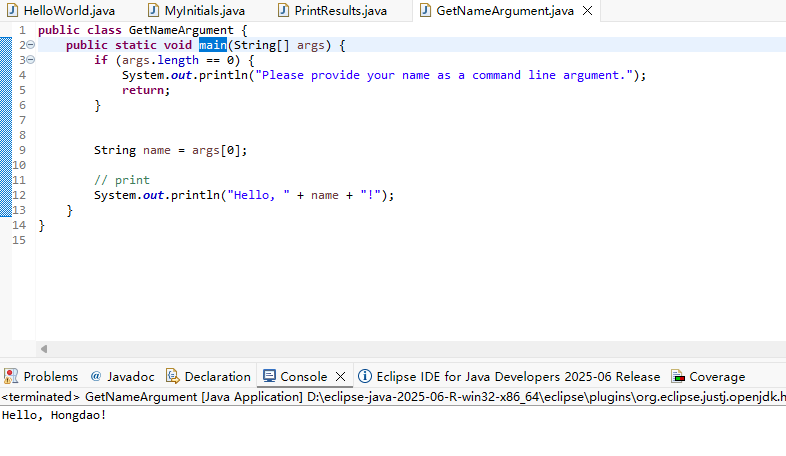 HelloWorld.java MyInitials.java PrintResults.java GetNameArgument.java
1 public class GetNameArgument {
2 public static void main(String[] args) {
3 if (args.length == 0) {
4 System.out.println("Please provide your name as a command line argument.");
5 return;
6 }
7
8
9 String name = args[0];
10
11 // print
12 System.out.println("Hello, " + name + "!");
13 }
14 }
15
Problems @ Javadoc Declaration Console Eclipse IDE for Java Developers 2025-06 Release Coverage
<terminated> GetNameArgument [Java Application] D:\eclipse-java-2025-06-R-win32-x86_64\eclipse\plugins\org.eclipse.justj.openjdk.h
Hello, Hongdao!